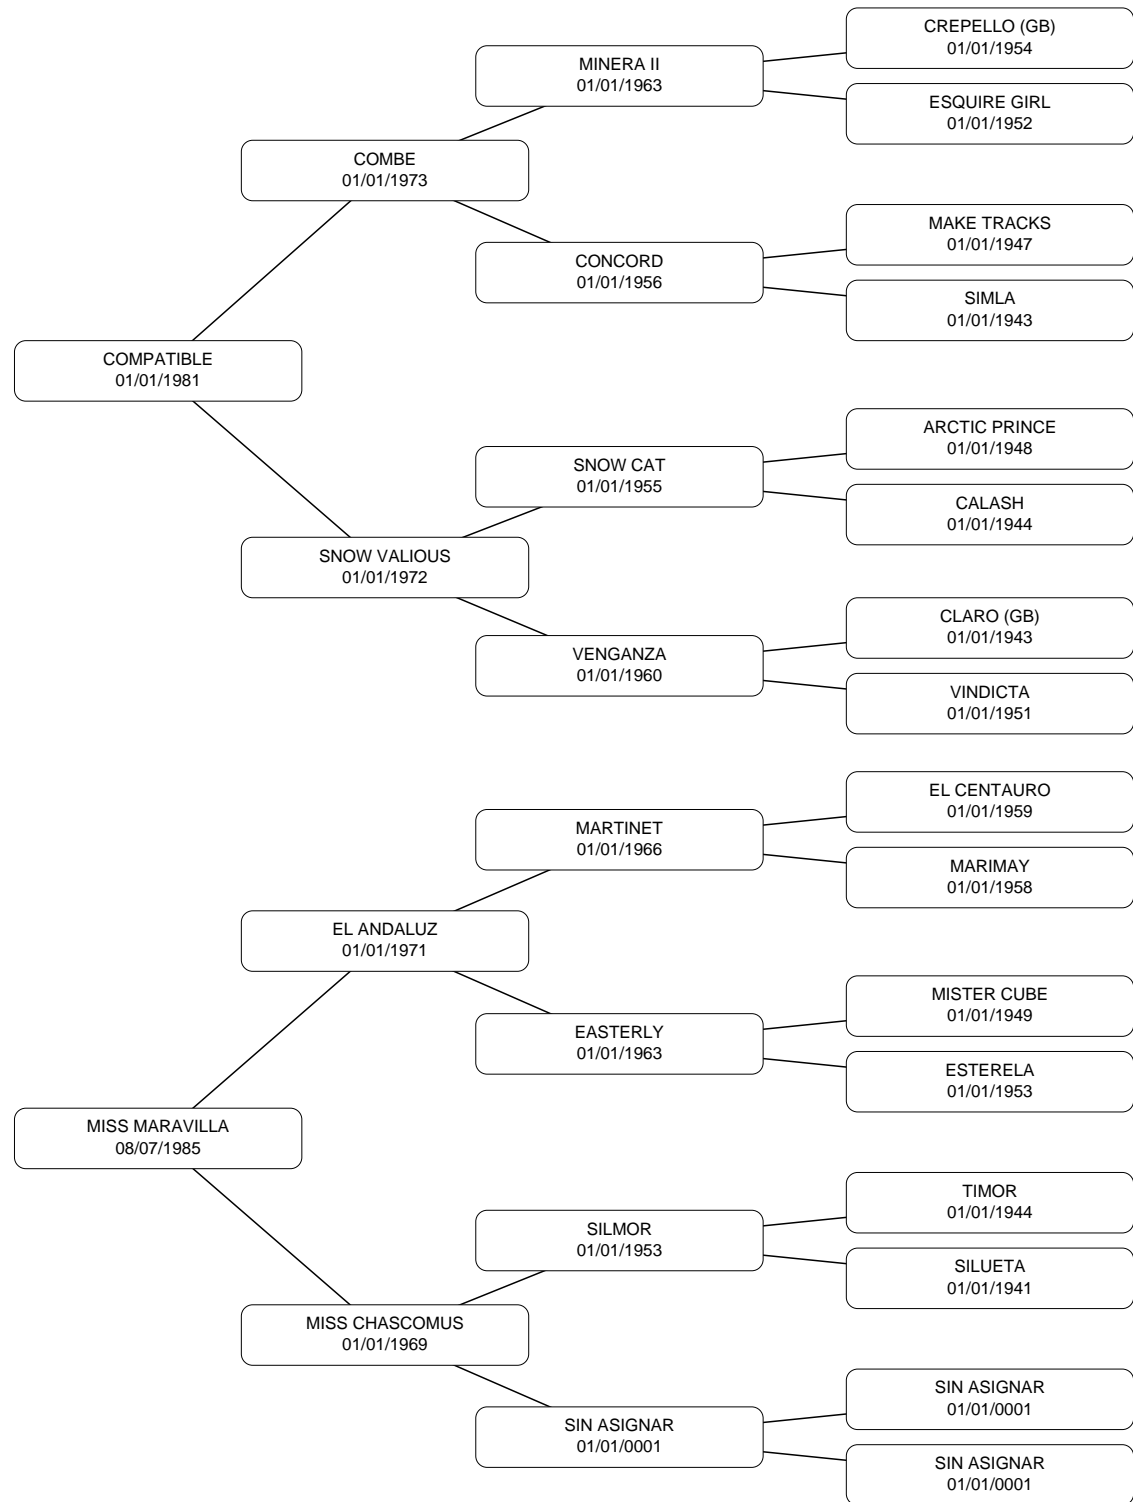 CREPELLO (GB)
01/01/1954
MINERA II
01/01/1963
ESQUIRE GIRL
01/01/1952
COMBE
01/01/1973
MAKE TRACKS
01/01/1947
CONCORD
01/01/1956
SIMLA
01/01/1943
COMPATIBLE
01/01/1981
ARCTIC PRINCE
01/01/1948
SNOW CAT
01/01/1955
CALASH
01/01/1944
SNOW VALIOUS
01/01/1972
CLARO (GB)
01/01/1943
VENGANZA
01/01/1960
VINDICTA
01/01/1951
EL CENTAURO
01/01/1959
MARTINET
01/01/1966
MARIMAY
01/01/1958
EL ANDALUZ
01/01/1971
MISTER CUBE
01/01/1949
EASTERLY
01/01/1963
ESTERELA
01/01/1953
MISS MARAVILLA
08/07/1985
TIMOR
01/01/1944
SILMOR
01/01/1953
SILUETA
01/01/1941
MISS CHASCOMUS
01/01/1969
SIN ASIGNAR
01/01/0001
SIN ASIGNAR
01/01/0001
SIN ASIGNAR
01/01/0001